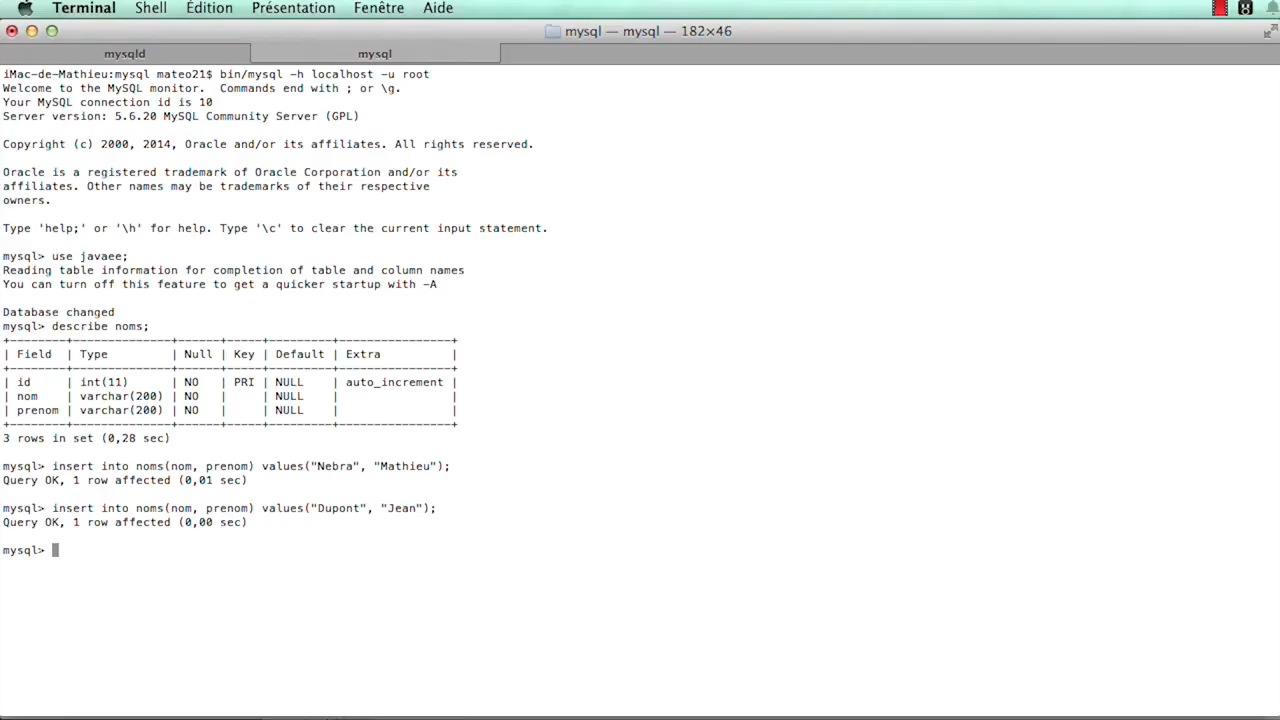 Terminal Shell Édition Présentation Fenêtre Aide
mysql — mysql — 182×46
mysqld mysql
iMac-de-Mathieu:mysql mateo21$ bin/mysql -h localhost -u root
Welcome to the MySQL monitor.  Commands end with ; or \g.
Your MySQL connection id is 10
Server version: 5.6.20 MySQL Community Server (GPL)
Copyright (c) 2000, 2014, Oracle and/or its affiliates. All rights reserved.
Oracle is a registered trademark of Oracle Corporation and/or its
affiliates. Other names may be trademarks of their respective
owners.
Type 'help;' or '\h' for help. Type '\c' to clear the current input statement.
mysql> use javaee;
Reading table information for completion of table and column names
You can turn off this feature to get a quicker startup with -A
Database changed
mysql> describe noms;
+--------+--------------+------+-----+---------+----------------+
| Field  | Type         | Null | Key | Default | Extra          |
+--------+--------------+------+-----+---------+----------------+
| id     | int(11)      | NO   | PRI | NULL    | auto_increment |
| nom    | varchar(200) | NO   |     | NULL    |                |
| prenom | varchar(200) | NO   |     | NULL    |                |
+--------+--------------+------+-----+---------+----------------+
3 rows in set (0,28 sec)
mysql> insert into noms(nom, prenom) values("Nebra", "Mathieu");
Query OK, 1 row affected (0,01 sec)
mysql> insert into noms(nom, prenom) values("Dupont", "Jean");
Query OK, 1 row affected (0,00 sec)
mysql>